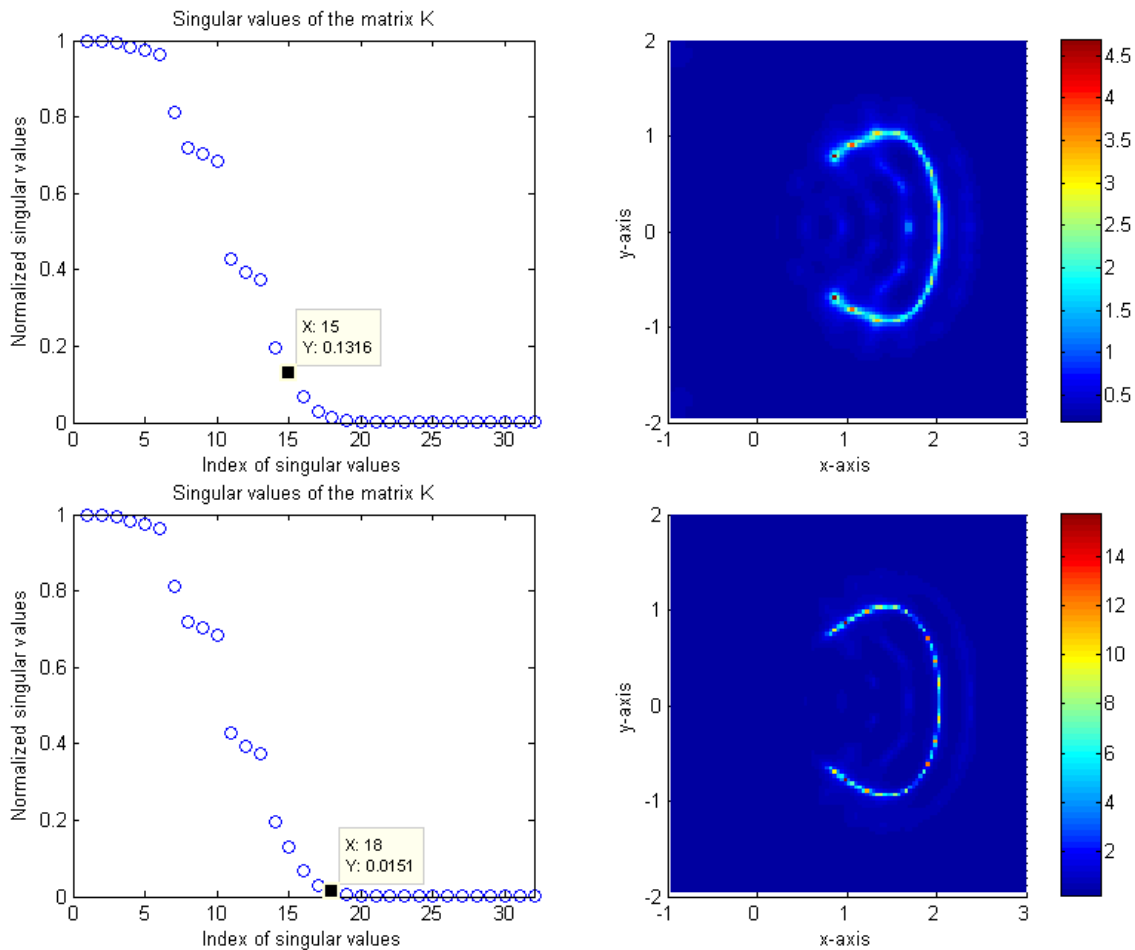 Singular values of the matrix K
Normalized singular values
1
0.8
0.6
0.4
0.2
0
X: 15
Y: 0.1316
0 5 10 15 20 25 30
Index of singular values
y-axis
2
1
0
-1
-2
-1 0 1 2 3
x-axis
4.5
4
3.5
3
2.5
2
1.5
1
0.5
Singular values of the matrix K
Normalized singular values
1
0.8
0.6
0.4
0.2
0
X: 18
Y: 0.0151
0 5 10 15 20 25 30
Index of singular values
y-axis
2
1
0
-1
-2
-1 0 1 2 3
x-axis
14
12
10
8
6
4
2